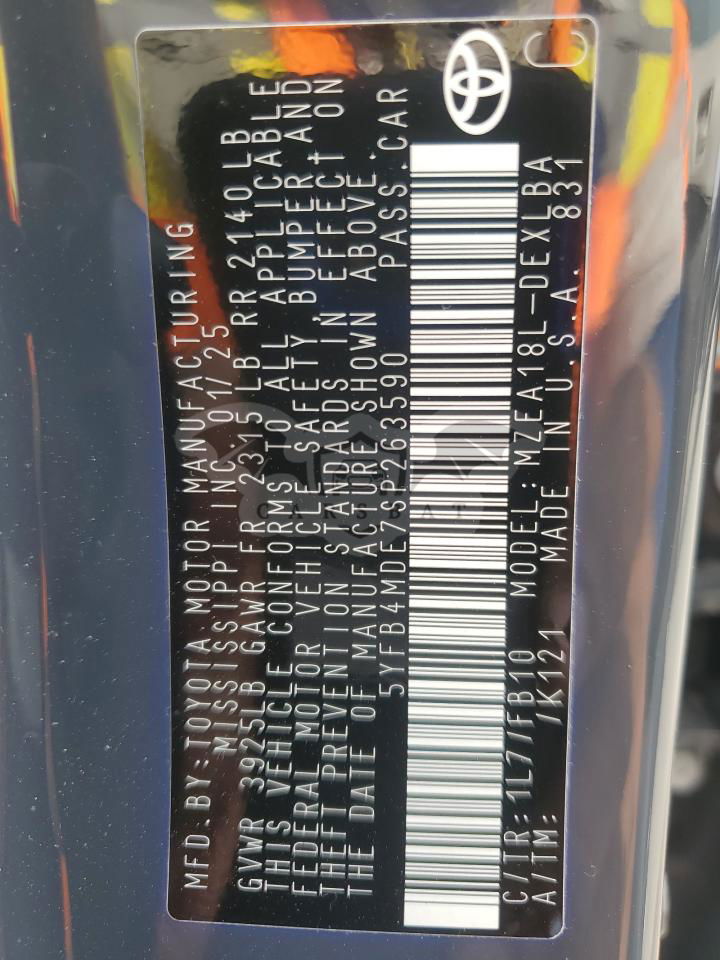 MFD.BY:TOYOTA MOTOR MANUFACTURING
MISSISSIPPI INC. 01/25
GVWR 3925LB GAWR FR 2315LB RR 2140LB
THIS VEHICLE CONFORMS TO ALL APPLICABLE
FEDERAL MOTOR VEHICLE SAFETY, BUMPER AND
THEFT PREVENTION STANDARDS IN EFFECT ON
THE DATE OF MANUFACTURE SHOWN ABOVE.
5YFB4MDE7SP263590 PASS.CAR
C/TR:1L7/FB10 MODEL:MZEA18L-DEXLBA
A/TM: /K121 MADE IN U.S.A. 831
C
CARSBAT